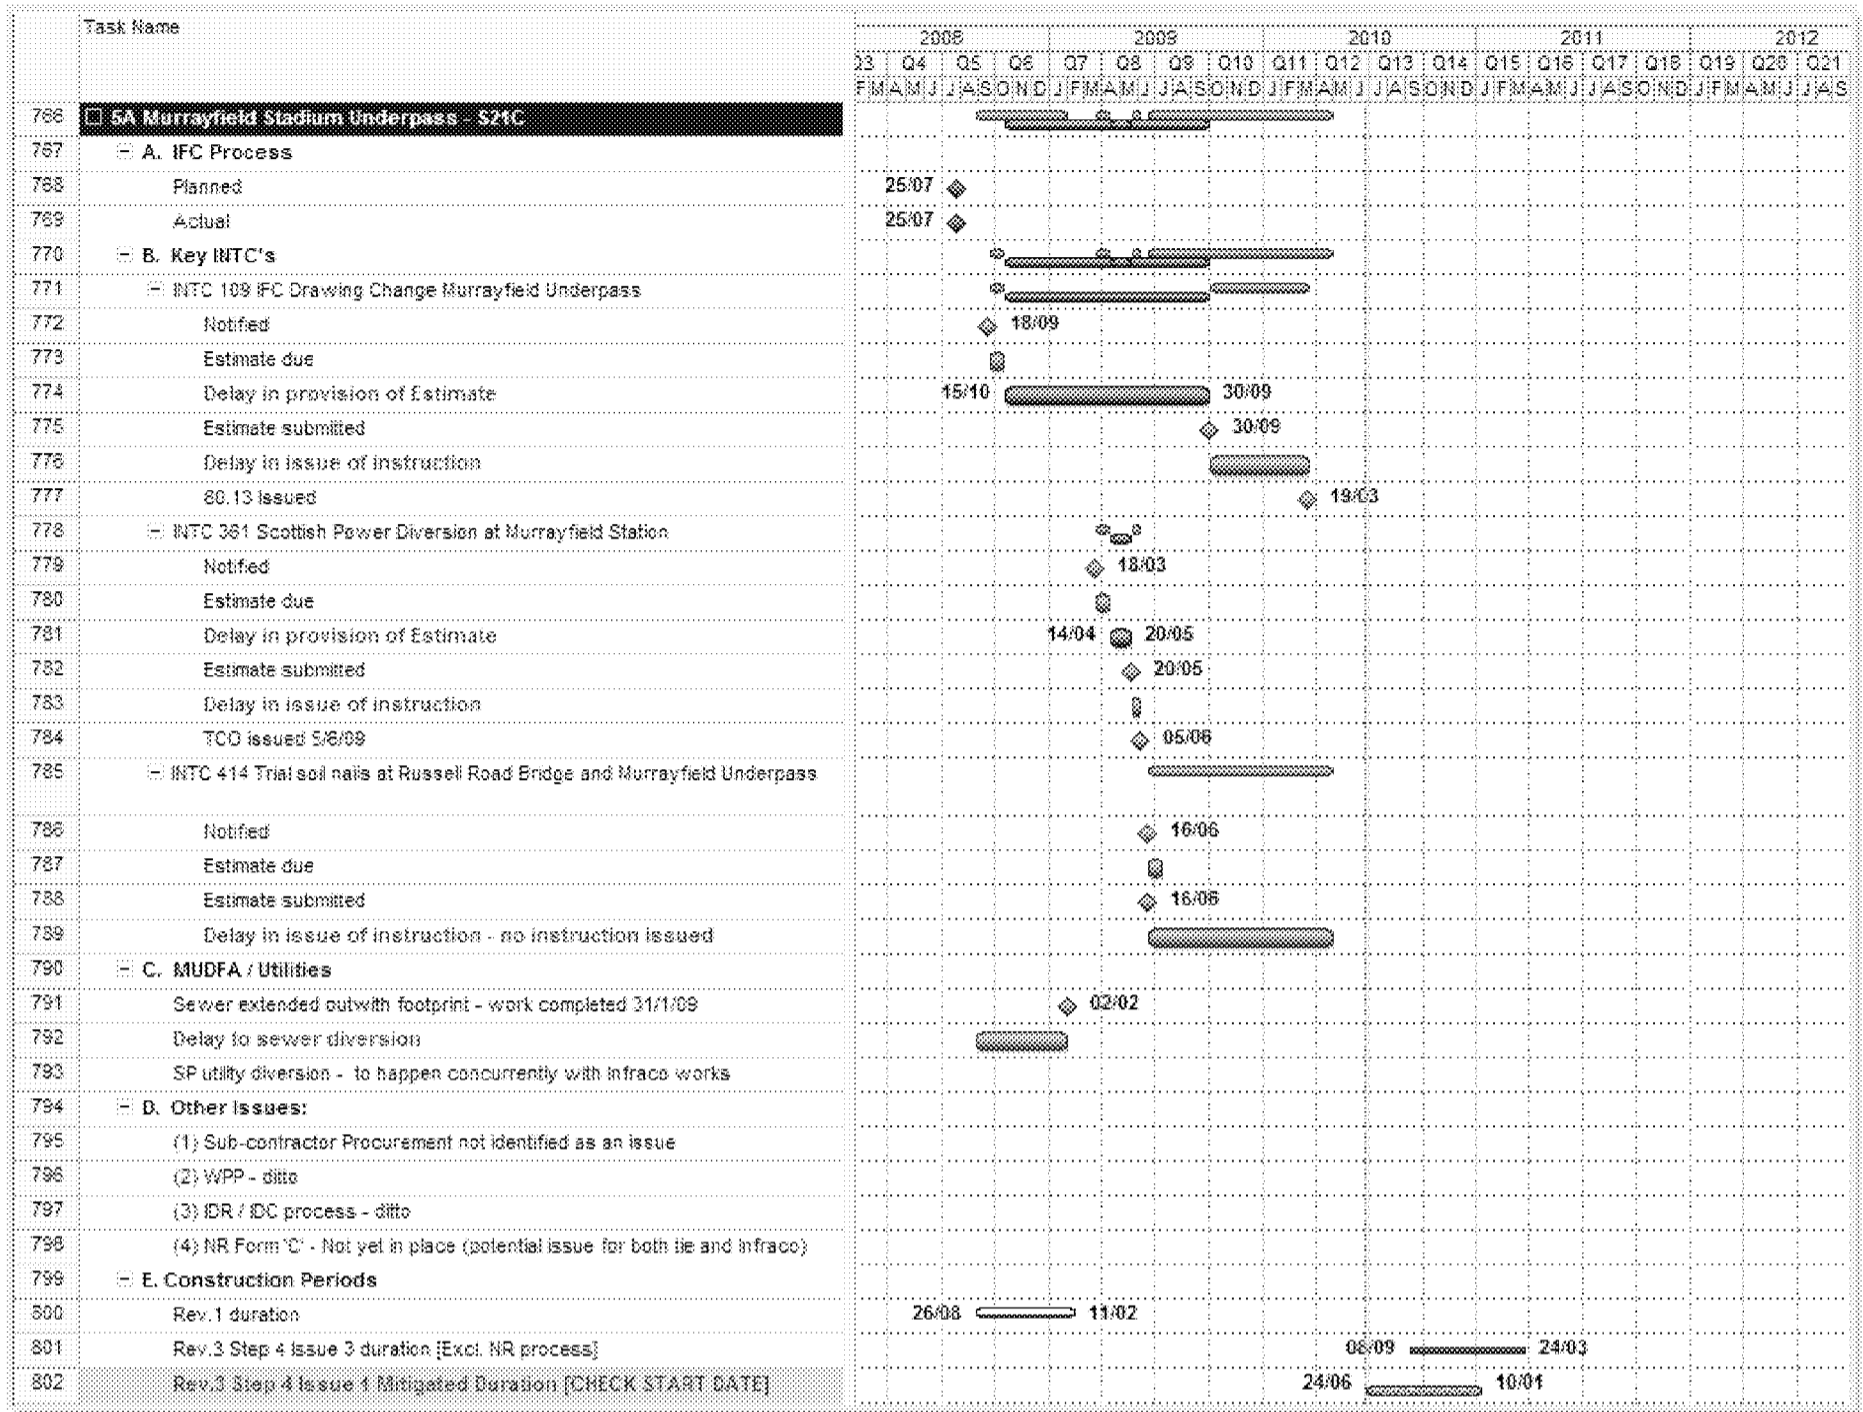 Task Name
2008 2009 2010 2011 2012
Q3 Q4 Q5 Q6 Q7 Q8 Q9 Q10 Q11 Q12 Q13 Q14 Q15 Q16 Q17 Q18 Q19 Q20 Q21
F M A M J J A S O N D J F M A M J J A S O N D J F M A M J J A S O N D J F M A M J J A S O N D J F M A M J J A S
766 5A Murrayfield Stadium Underpass - S21C
767 A. IFC Process
768 Planned 25/07
769 Actual 25/07
770 B. Key INTC's
771 INTC 109 IFC Drawing Change Murrayfield Underpass
772 Notified 18/09
773 Estimate due
774 Delay in provision of Estimate 15/10 30/09
775 Estimate submitted 30/09
776 Delay in issue of instruction
777 80.13 issued 19/03
778 INTC 361 Scottish Power Diversion at Murrayfield Station
779 Notified 18/03
780 Estimate due
781 Delay in provision of Estimate 14/04 20/05
782 Estimate submitted 20/05
783 Delay in issue of instruction
784 TCO issued 5/6/09 05/06
785 INTC 414 Trial soil nails at Russell Road Bridge and Murrayfield Underpass
786 Notified 16/06
787 Estimate due
788 Estimate submitted 16/06
789 Delay in issue of instruction - no instruction issued
790 C. MUDFA / Utilities
791 Sewer extended outwith footprint - work completed 31/1/09 02/02
792 Delay to sewer diversion
793 SP utility diversion - to happen concurrently with Infraco works
794 D. Other Issues:
795 (1) Sub-contractor Procurement not identified as an issue
796 (2) WPP - ditto
797 (3) IDR / IDC process - ditto
798 (4) NR Form 'C' - Not yet in place (potential issue for both tie and Infraco)
799 E. Construction Periods
800 Rev.1 duration 26/08 11/02
801 Rev.3 Step 4 Issue 3 duration [Excl. NR process] 08/09 24/03
802 Rev.3 Step 4 Issue 1 Mitigated Duration [CHECK START DATE] 24/06 10/01